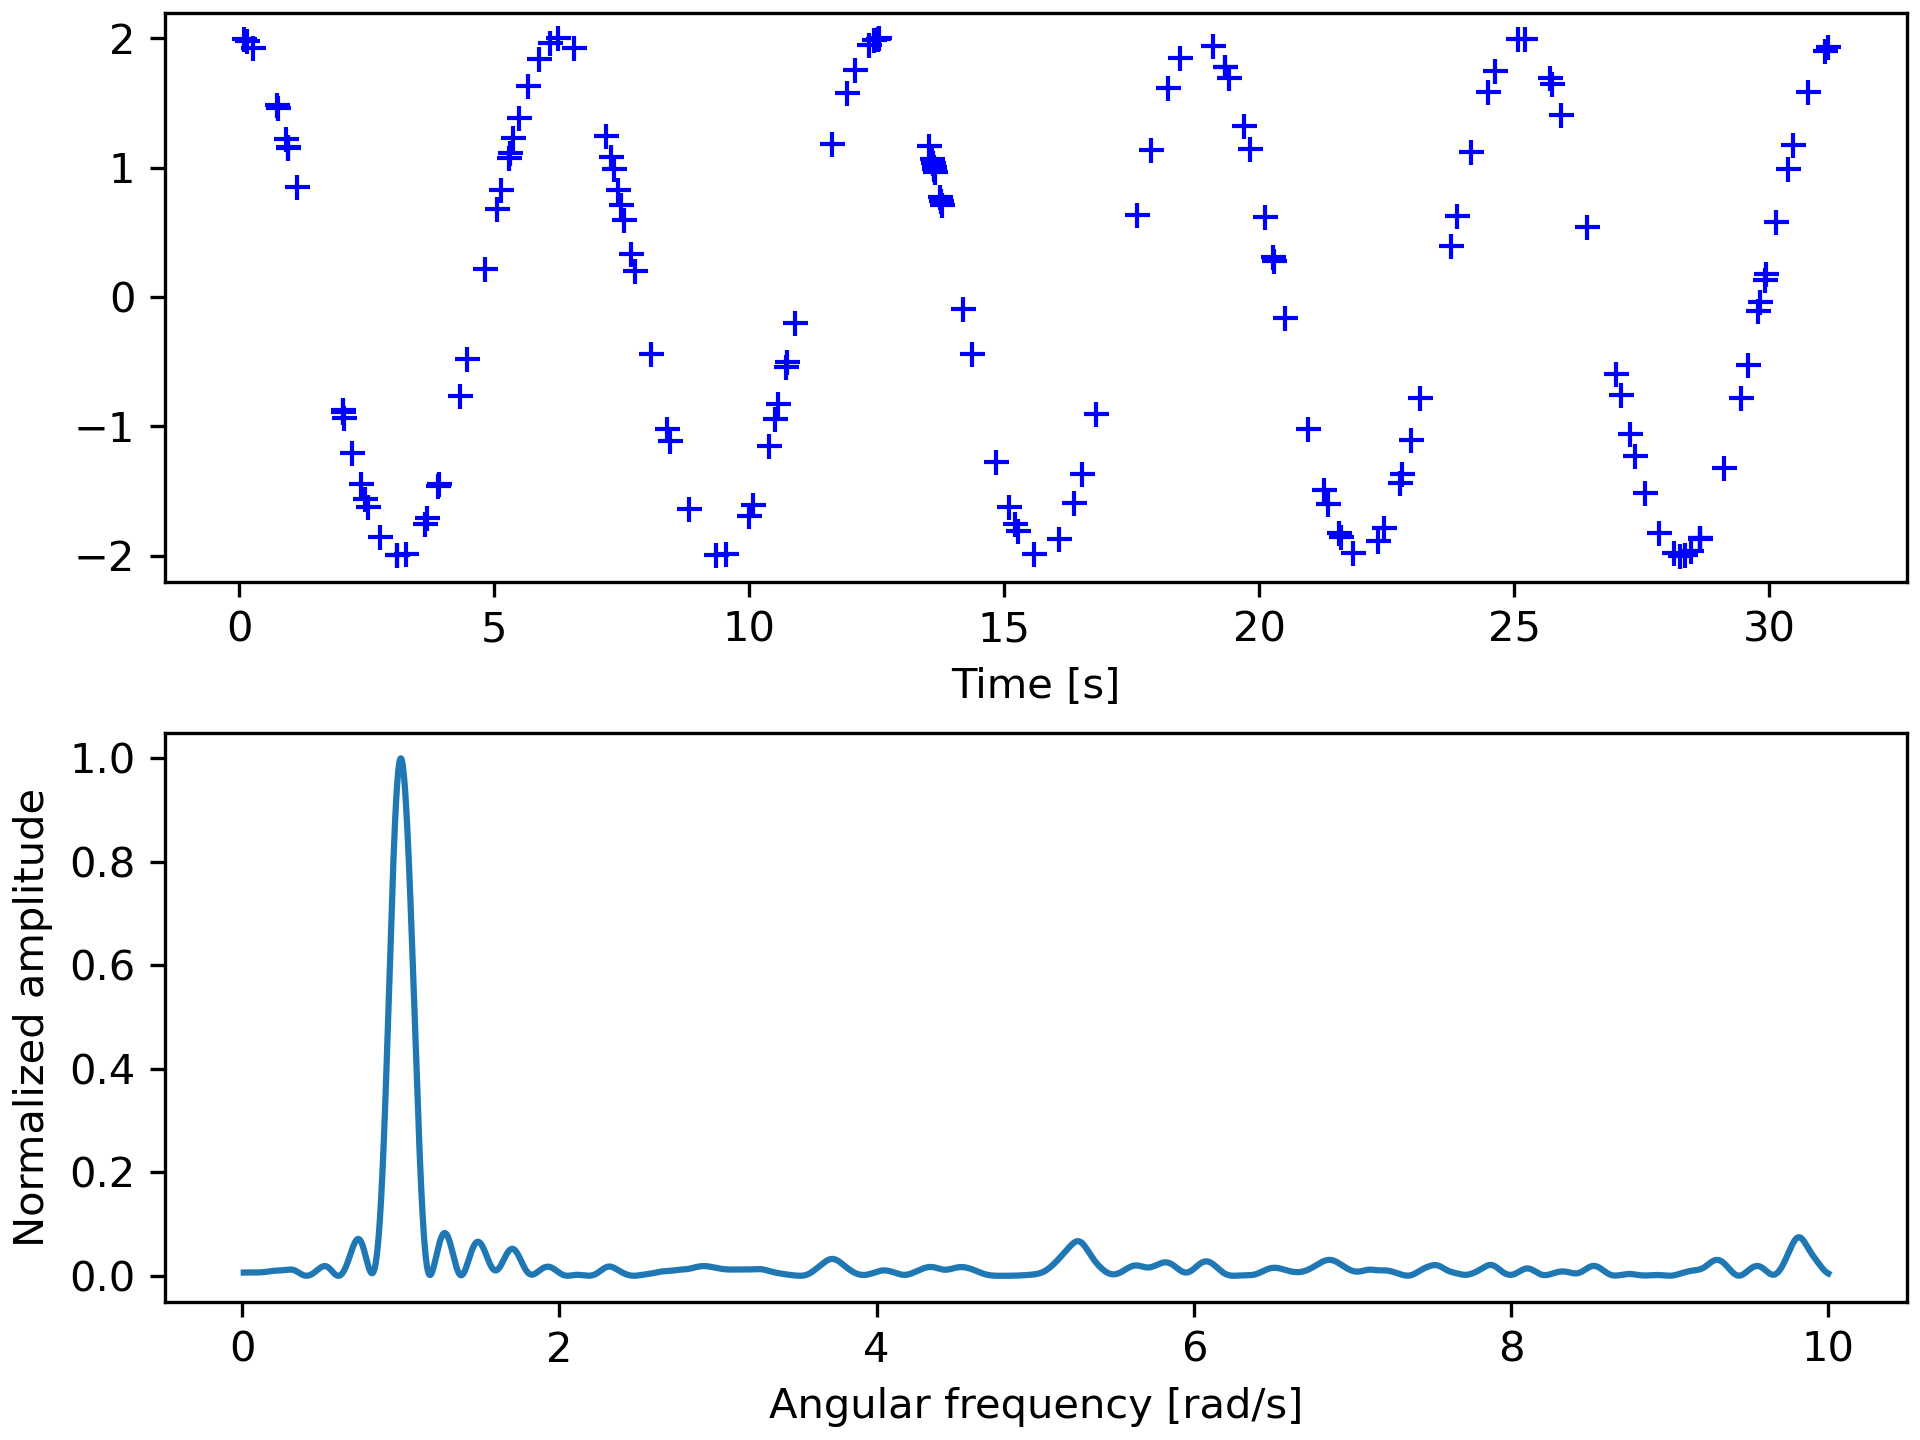 2
1
0
−1
−2
0 5 10 15 20 25 30
Time [s]
1.0
0.8
0.6
0.4
0.2
0.0
Normalized amplitude
0 2 4 6 8 10
Angular frequency [rad/s]